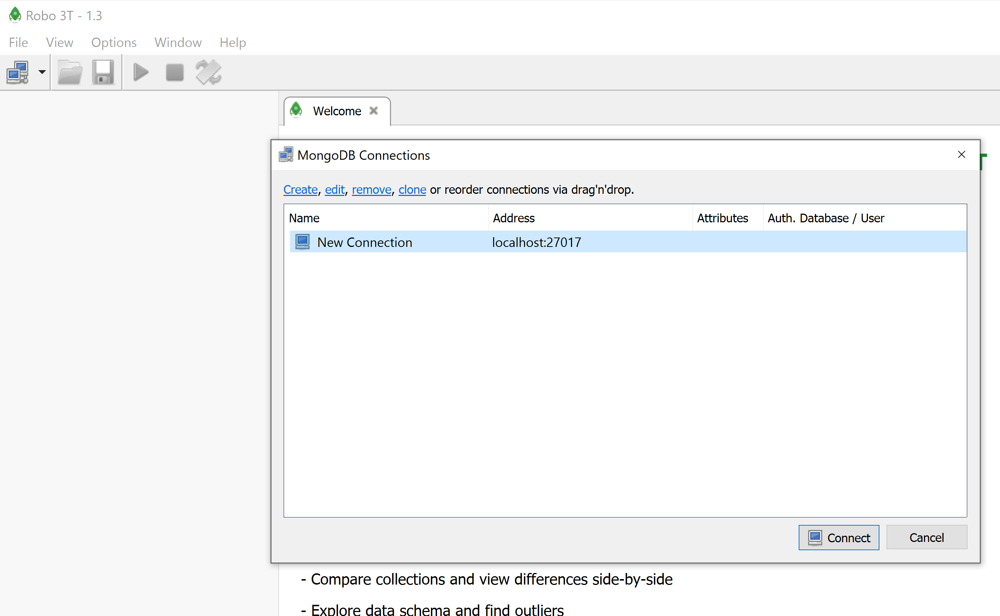 Robo 3T - 1.3
File View Options Window Help
Welcome
MongoDB Connections
Create, edit, remove, clone or reorder connections via drag'n'drop.
Name Address Attributes Auth. Database / User
New Connection localhost:27017
Connect Cancel
- Compare collections and view differences side-by-side
- Explore data schema and find outliers